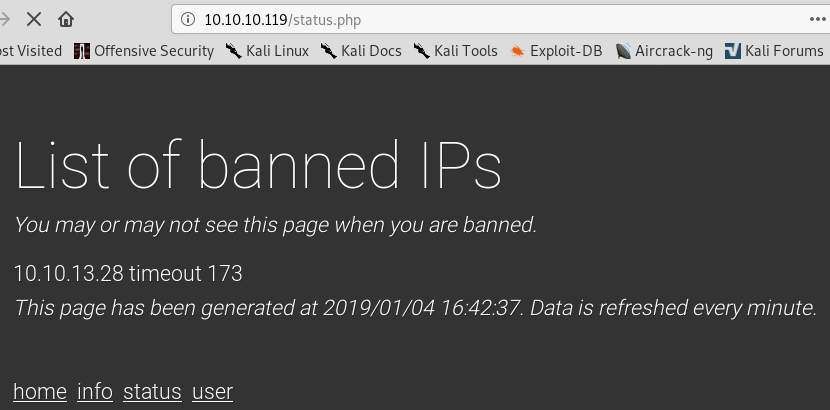 10.10.10.119/status.php
ost Visited Offensive Security Kali Linux Kali Docs Kali Tools Exploit-DB Aircrack-ng Kali Forums
List of banned IPs
You may or may not see this page when you are banned.
10.10.13.28 timeout 173
This page has been generated at 2019/01/04 16:42:37. Data is refreshed every minute.
home info status user